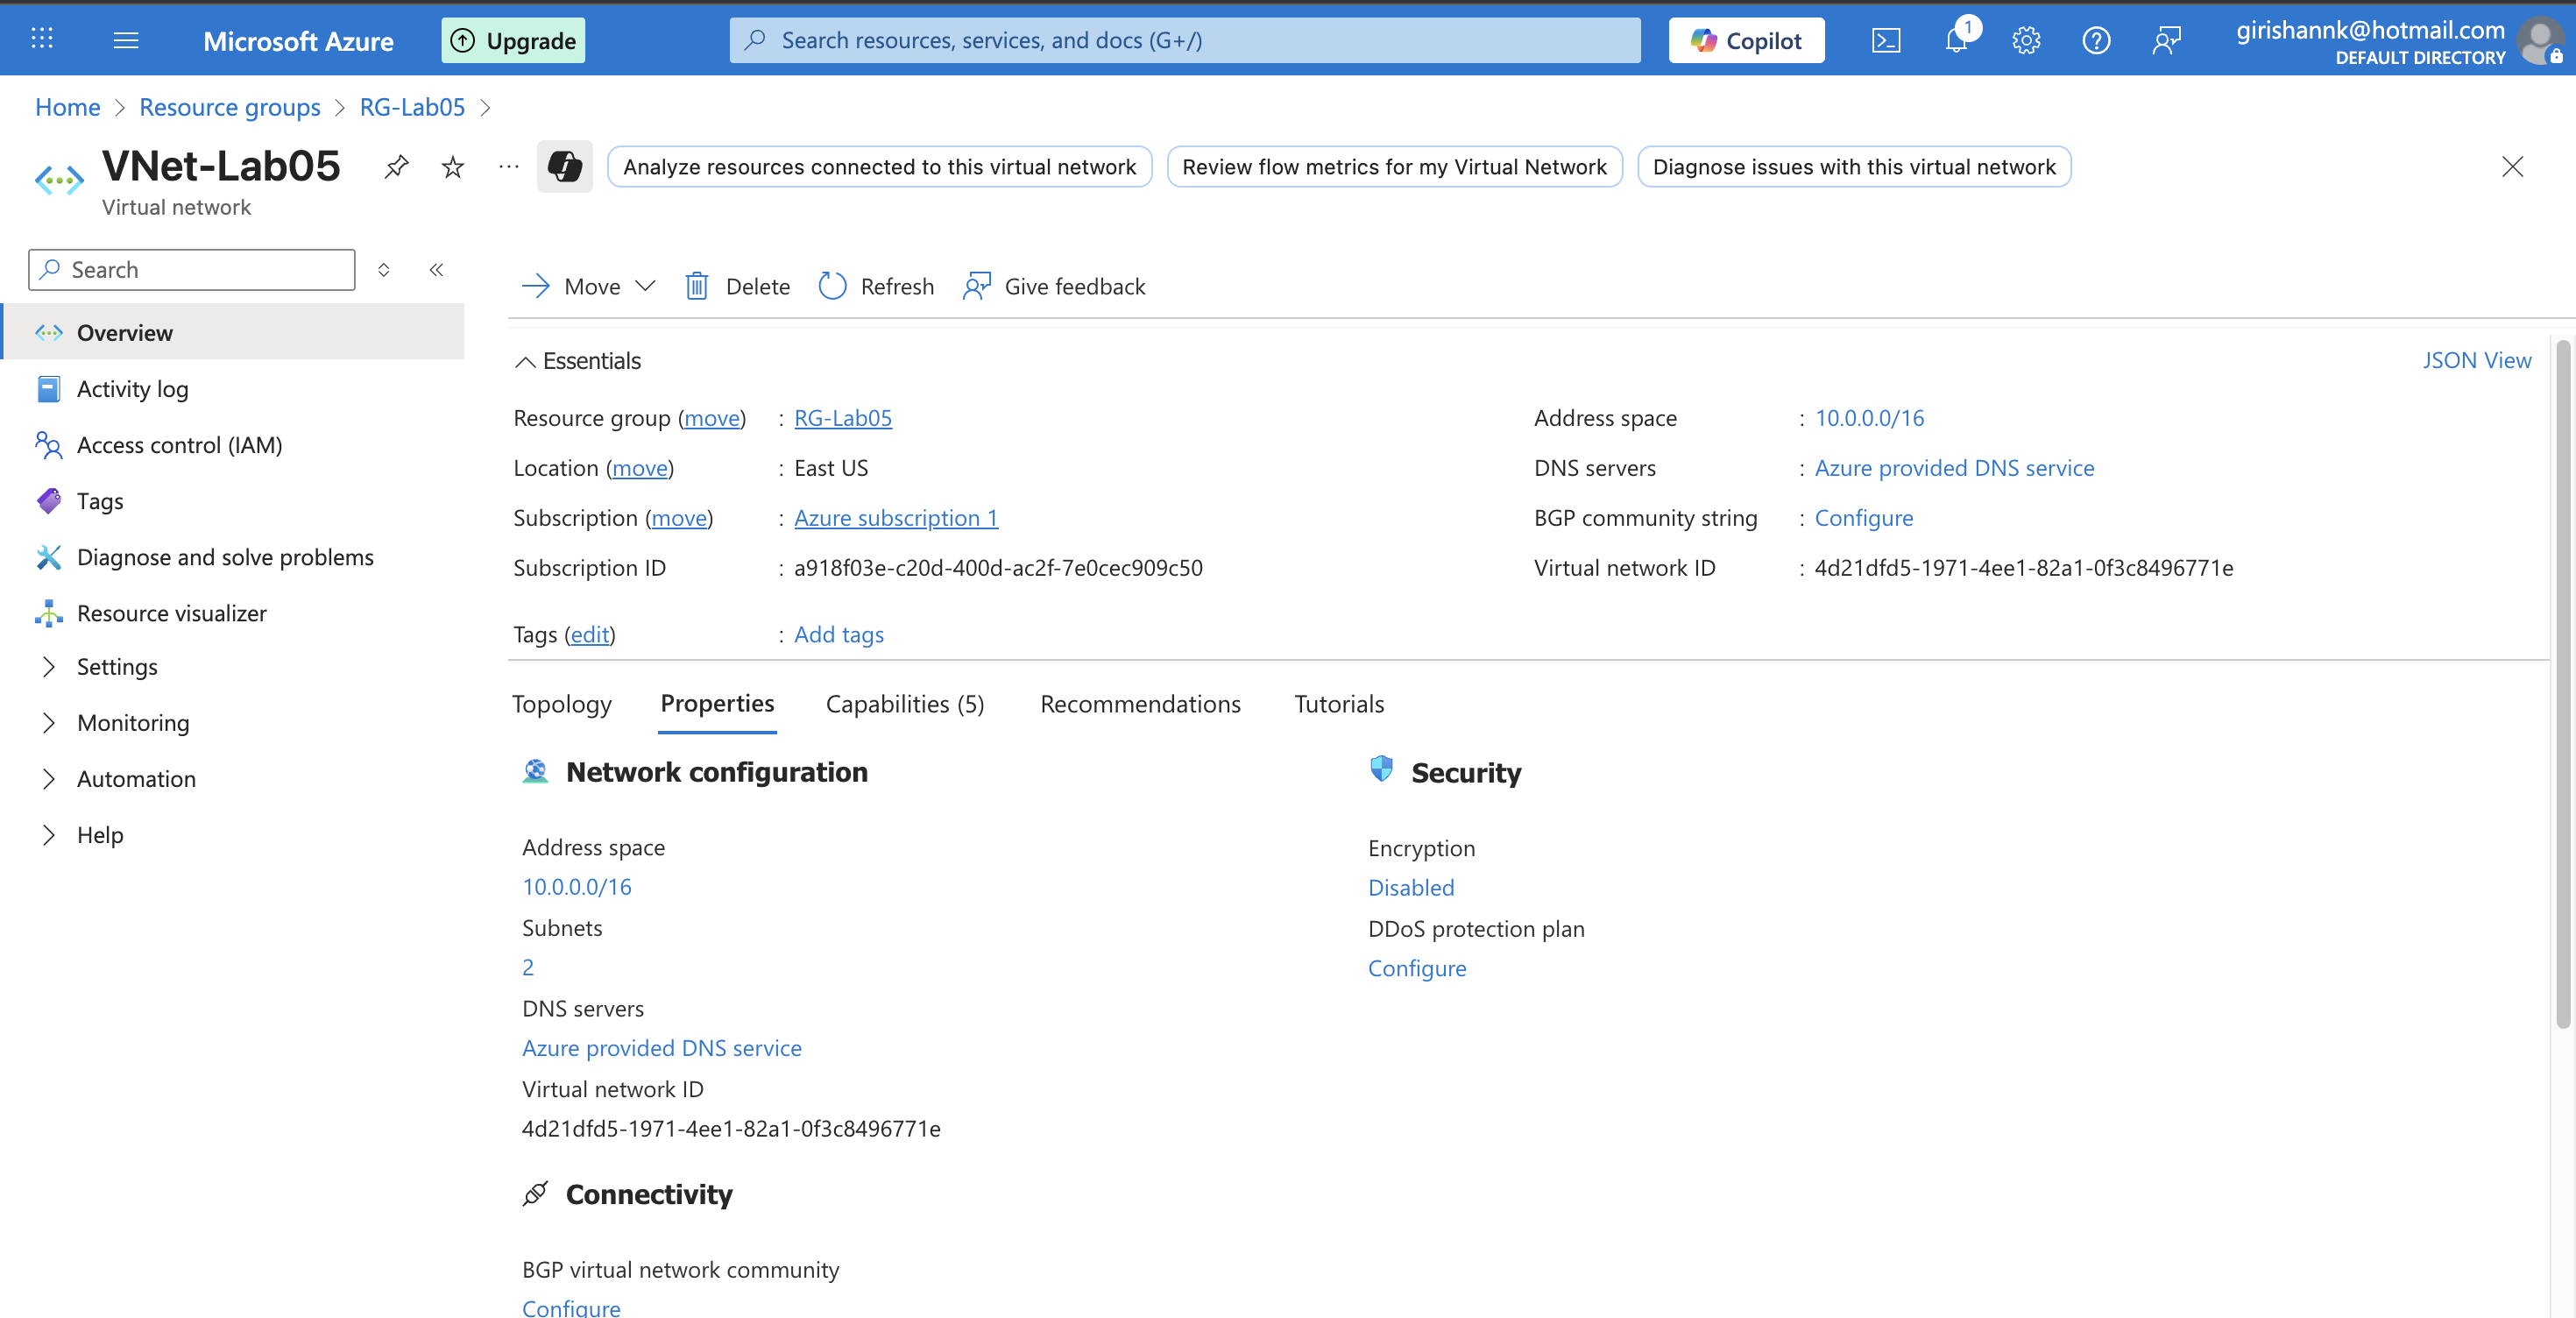 Microsoft Azure
Upgrade
Search resources, services, and docs (G+/)
Copilot
1
girishannk@hotmail.com
DEFAULT DIRECTORY
Home > Resource groups > RG-Lab05 >
VNet-Lab05
Virtual network
Analyze resources connected to this virtual network
Review flow metrics for my Virtual Network
Diagnose issues with this virtual network
Search
Overview
Activity log
Access control (IAM)
Tags
Diagnose and solve problems
Resource visualizer
Settings
Monitoring
Automation
Help
Move
Delete
Refresh
Give feedback
Essentials
JSON View
Resource group (move) : RG-Lab05
Location (move) : East US
Subscription (move) : Azure subscription 1
Subscription ID : a918f03e-c20d-400d-ac2f-7e0cec909c50
Tags (edit) : Add tags
Address space : 10.0.0.0/16
DNS servers : Azure provided DNS service
BGP community string : Configure
Virtual network ID : 4d21dfd5-1971-4ee1-82a1-0f3c8496771e
Topology
Properties
Capabilities (5)
Recommendations
Tutorials
Network configuration
Address space
10.0.0.0/16
Subnets
2
DNS servers
Azure provided DNS service
Virtual network ID
4d21dfd5-1971-4ee1-82a1-0f3c8496771e
Connectivity
BGP virtual network community
Configure
Security
Encryption
Disabled
DDoS protection plan
Configure